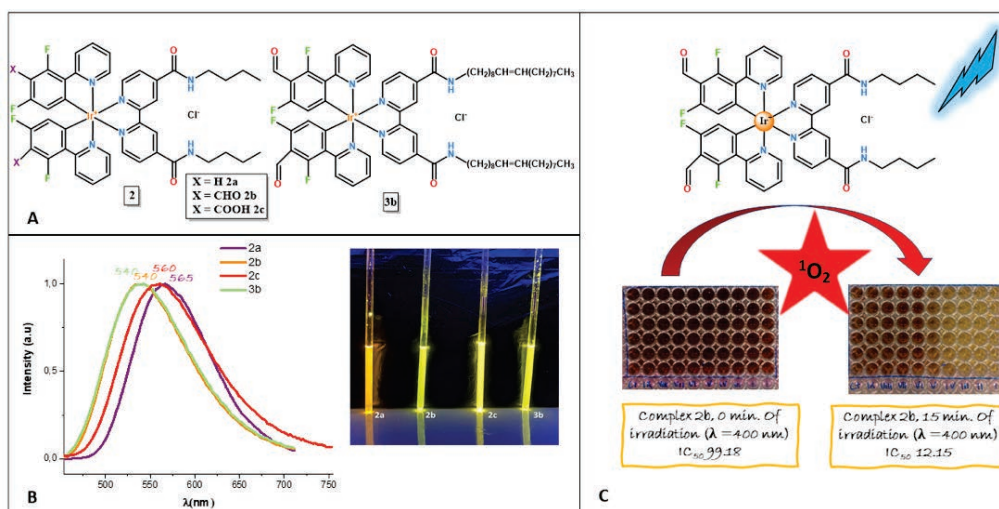 F
O
X
N
N
H
F
F
Ir
Cl⁻
F
N
X
N
F
O
N
H
2
X = H 2a
X = CHO 2b
X = COOH 2c
A
O
F
O
N
N
H
(CH₂)₈CH=CH(CH₂)₇CH₃
F
F
Ir
Cl⁻
N
N
O
F
O
N
H
(CH₂)₈CH=CH(CH₂)₇CH₃
3b
2a
2b
2c
3b
540
540
560
565
Intensity (a.u)
1,0
0,5
0,0
500
550
600
650
700
750
λ(nm)
B
2a
2b
2c
3b
O
F
O
N
N
H
F
F
Ir
Cl⁻
N
N
O
F
O
N
H
¹O₂
Complex 2b, 0 min. Of
irradiation (λ = 400 nm)
IC₅₀ 99.18
Complex 2b, 15 min. Of
irradiation (λ = 400 nm)
IC₅₀ 12.15
C